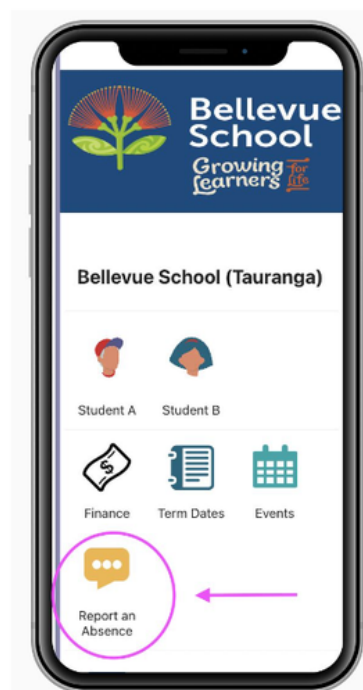 Bellevue
School
Growing for
Learners Life
Bellevue School (Tauranga)
Student A Student B
$
Finance Term Dates Events
Report an
Absence